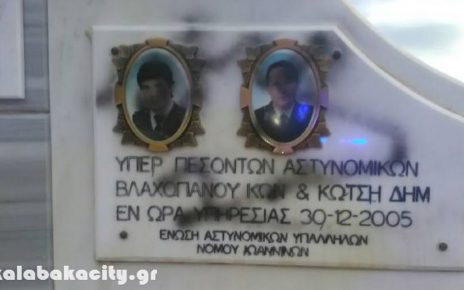 ΥΠΕΡ ΠΕΣΟΝΤΩΝ ΑΣΤΥΝΟΜΙΚΩΝ
ΒΛΑΧΟΠΑΝΟΥ ΙΚΩΝ & ΚΩΤΣΗ ΔΗΜ
ΕΝ ΩΡΑ ΥΠΗΡΕΣΙΑΣ 30-12-2005
ΕΝΩΣΗ ΑΣΤΥΝΟΜΙΚΩΝ ΥΠΑΛΛΗΛΩΝ
ΝΟΜΟΥ ΙΩΑΝΝΙΝΩΝ
kalabakacity.gr